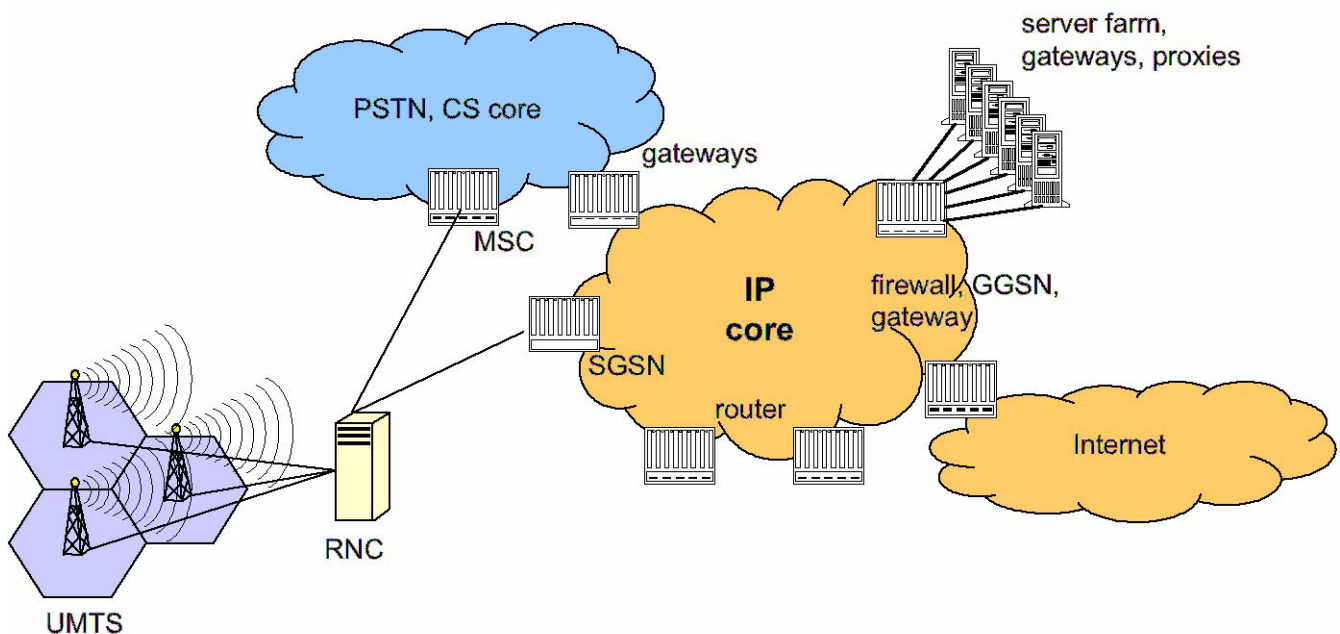 server farm,
gateways, proxies
PSTN, CS core
gateways
MSC
IP
core
firewall, GGSN,
gateway
SGSN
router
Internet
RNC
UMTS